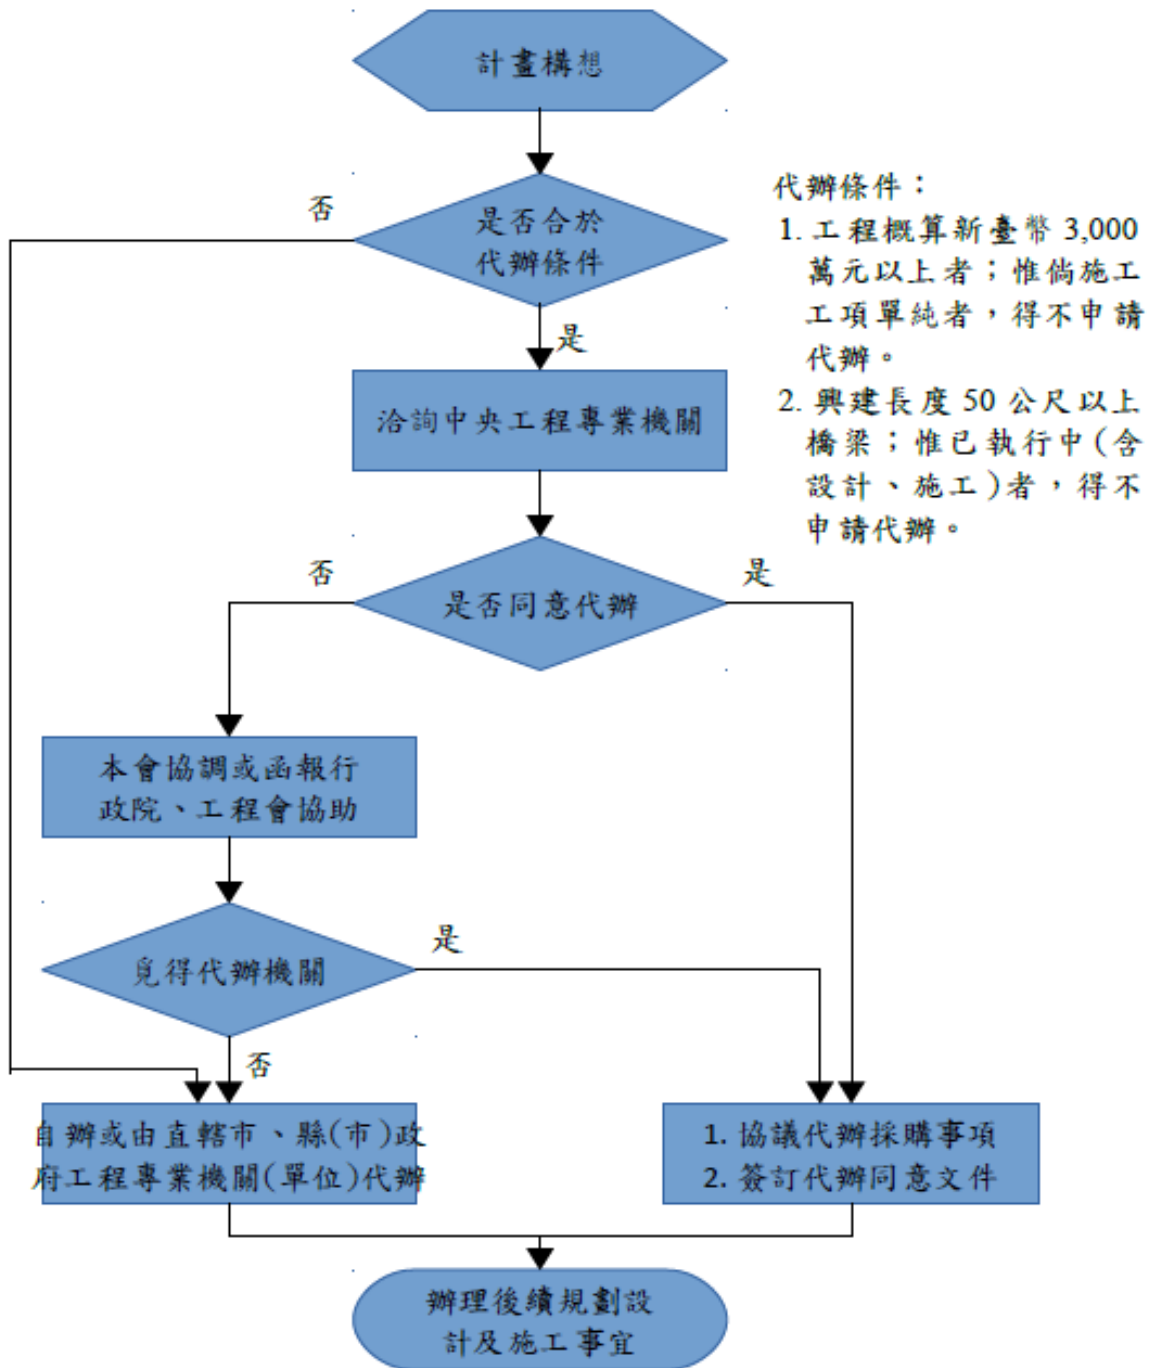 計畫構想
否
是否合於
代辦條件
是
代辦條件：
1. 工程概算新臺幣 3,000
萬元以上者；惟倘施工
工項單純者，得不申請
代辦。
2. 興建長度 50 公尺以上
橋梁；惟已執行中(含
設計、施工)者，得不
申請代辦。
洽詢中央工程專業機關
否
是否同意代辦
是
本會協調或函報行
政院、工程會協助
覓得代辦機關
是
否
自辦或由直轄市、縣(市)政
府工程專業機關(單位)代辦
1. 協議代辦採購事項
2. 簽訂代辦同意文件
辦理後續規劃設
計及施工事宜